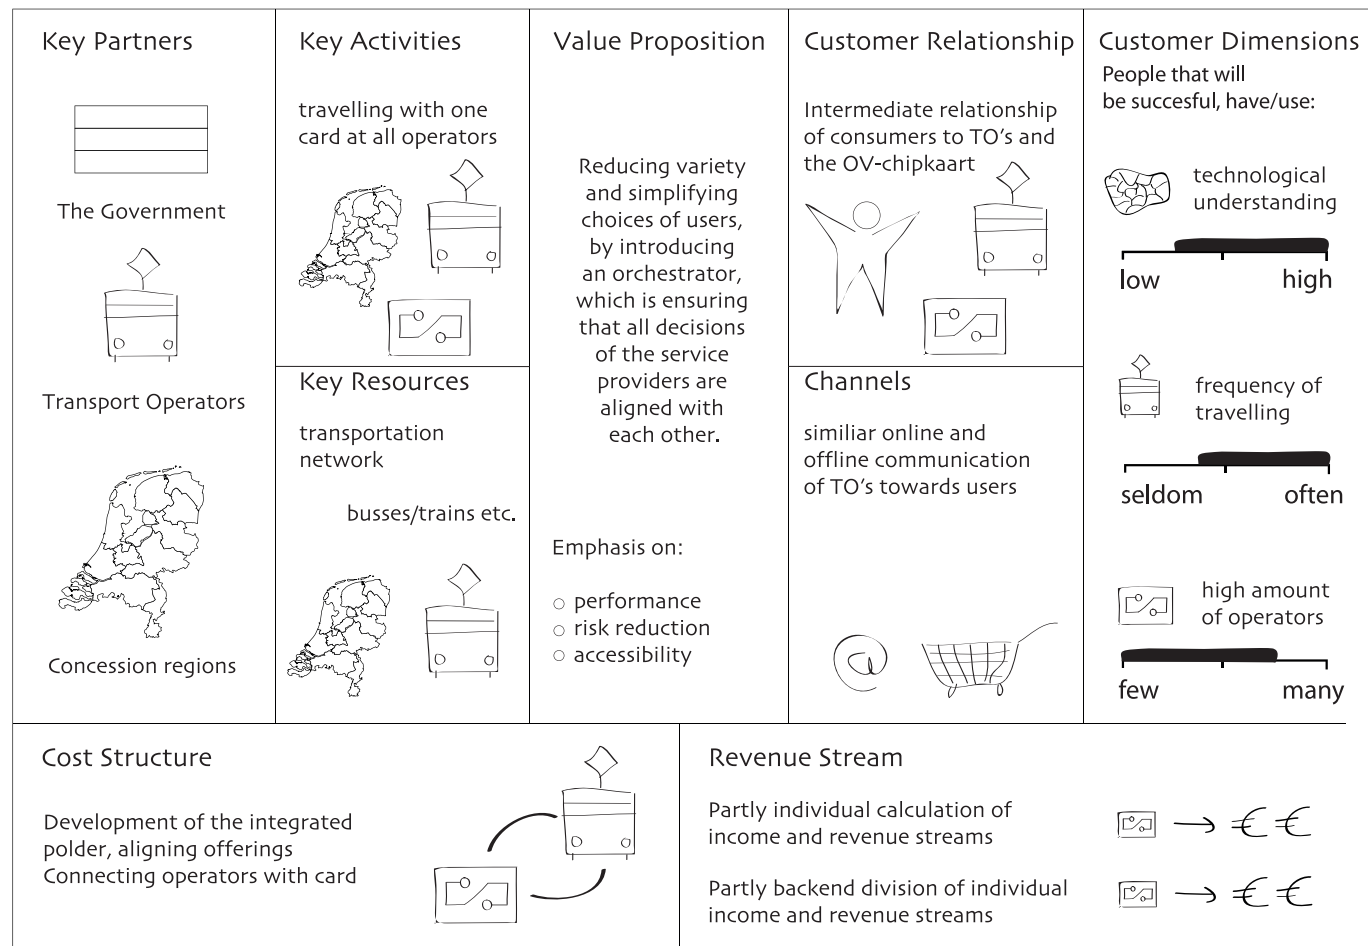 Key Partners
The Government
Transport Operators
Concession regions
Key Activities
travelling with one
card at all operators
Key Resources
transportation
network
busses/trains etc.
Value Proposition
Reducing variety
and simplifying
choices of users,
by introducing
an orchestrator,
which is ensuring
that all decisions
of the service
providers are
aligned with
each other.
Emphasis on:
performance
risk reduction
accessibility
Customer Relationship
Intermediate relationship
of consumers to TO's and
the OV-chipkaart
Channels
similiar online and
offline communication
of TO's towards users
@
Customer Dimensions
People that will
be succesful, have/use:
technological
understanding
low high
frequency of
travelling
seldom often
high amount
of operators
few many
Cost Structure
Development of the integrated
polder, aligning offerings
Connecting operators with card
Revenue Stream
Partly individual calculation of
income and revenue streams
→ € €
Partly backend division of individual
income and revenue streams
→ € €